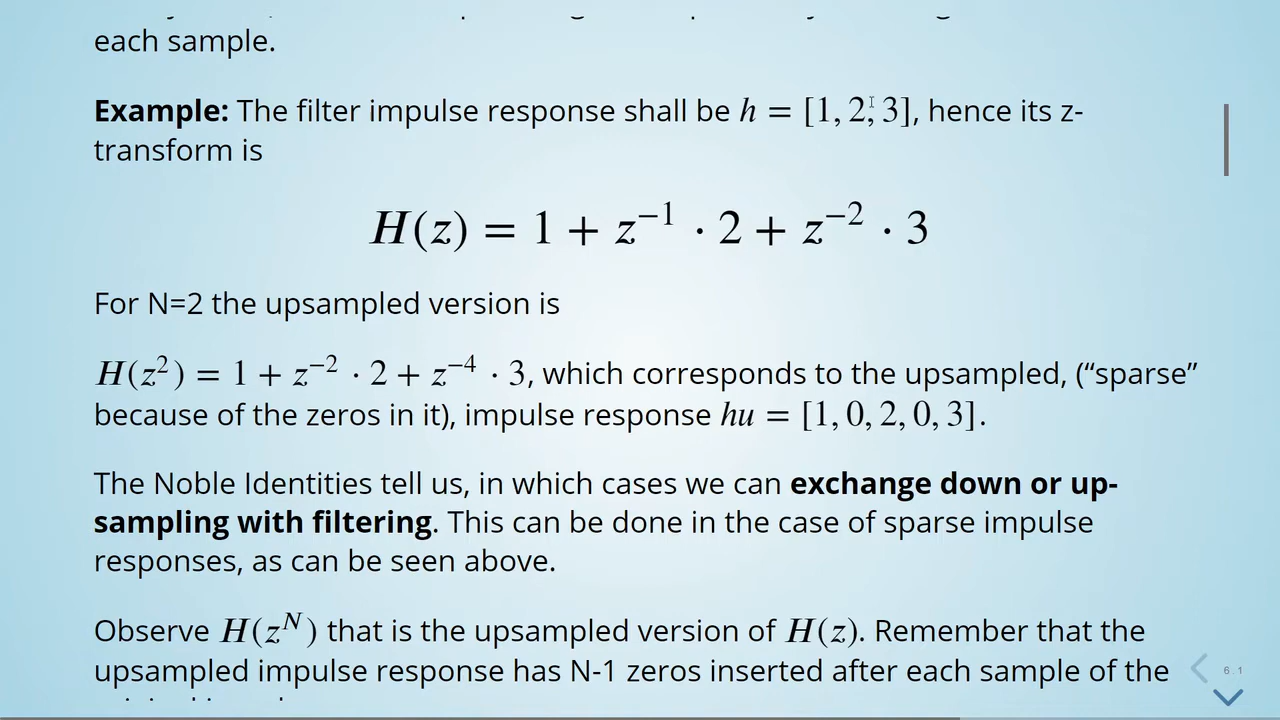 each sample.
Example: The filter impulse response shall be h = [1, 2, 3], hence its z-
transform is
H(z) = 1 + z⁻¹ · 2 + z⁻² · 3
For N=2 the upsampled version is
H(z²) = 1 + z⁻² · 2 + z⁻⁴ · 3, which corresponds to the upsampled, (“sparse”
because of the zeros in it), impulse response hu = [1, 0, 2, 0, 3].
The Noble Identities tell us, in which cases we can exchange down or up-
sampling with filtering. This can be done in the case of sparse impulse
responses, as can be seen above.
Observe H(zᴺ) that is the upsampled version of H(z). Remember that the
upsampled impulse response has N-1 zeros inserted after each sample of the
6.1